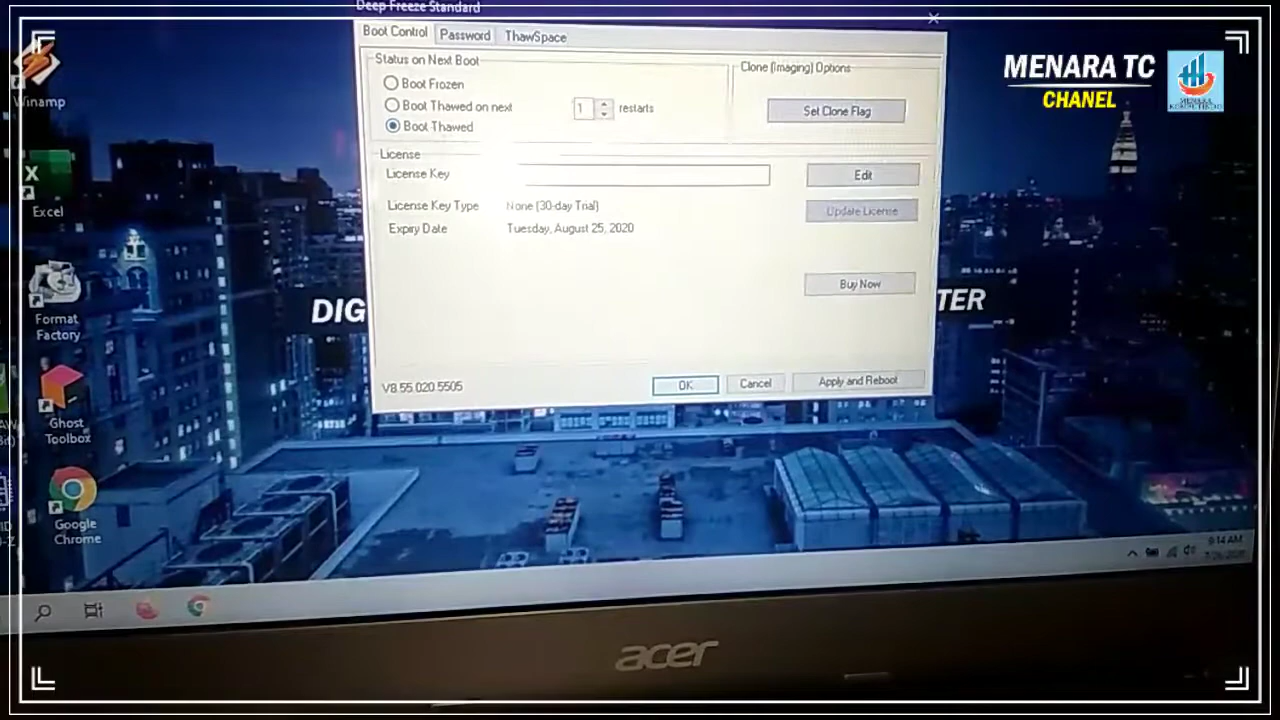 Deep Freeze Standard
Boot Control Password ThawSpace
Status on Next Boot
Boot Frozen
Boot Thawed on next 1 restarts
Boot Thawed
Clone (Imaging) Options
Set Clone Flag
License
License Key
Edit
License Key Type None (30-day Trial)
Update License
Expiry Date Tuesday, August 25, 2020
Buy Now
V8.55.020.5505
OK Cancel Apply and Reboot
MENARA TC
CHANEL
MENARA
Winamp
Excel
Format
Factory
Ghost
Toolbox
Google
Chrome
DIG
TER
9:14 AM
acer